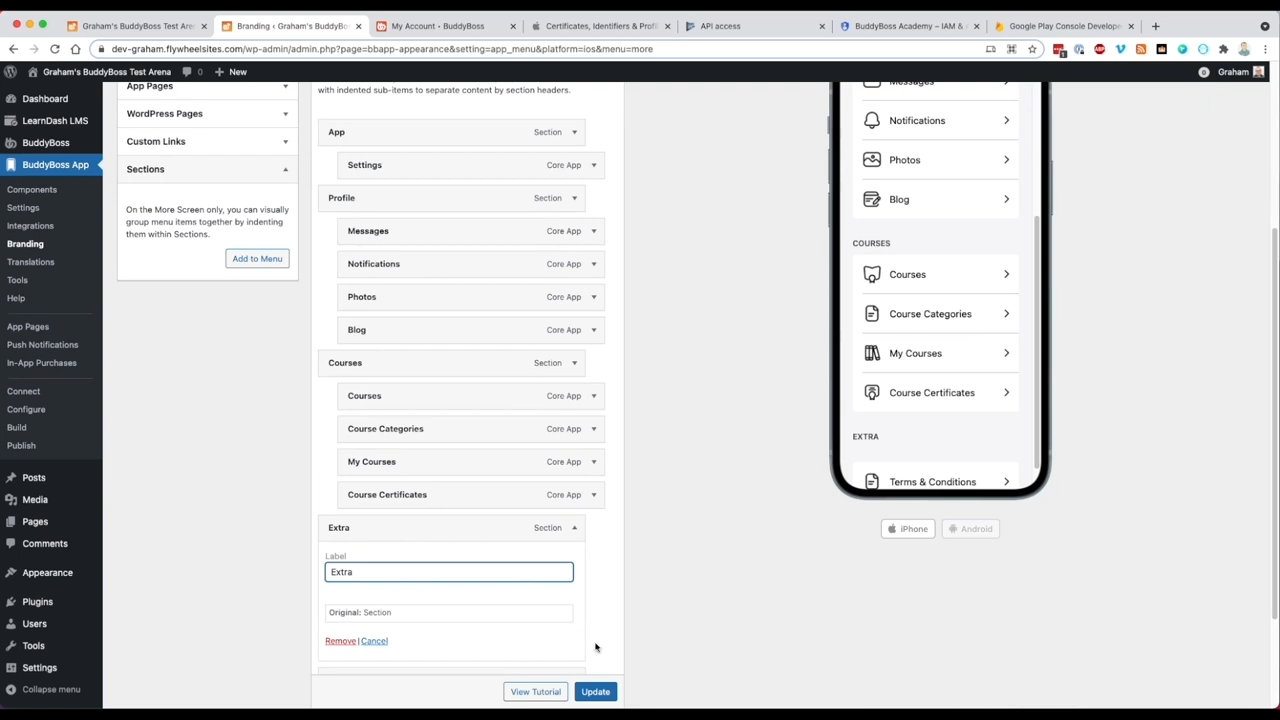 Graham's BuddyBoss Test Aren
Branding ‹ Graham's BuddyBo
My Account - BuddyBoss
Certificates, Identifiers & Profi
API access
BuddyBoss Academy – IAM & A
Google Play Console Develope
dev-graham.flywheelsites.com/wp-admin/admin.php?page=bbapp-appearance&setting=app_menu&platform=ios&menu=more
Graham's BuddyBoss Test Arena
0
New
0
Graham
Dashboard
LearnDash LMS
BuddyBoss
BuddyBoss App
Components
Settings
Integrations
Branding
Translations
Tools
Help
App Pages
Push Notifications
In-App Purchases
Connect
Configure
Build
Publish
Posts
Media
Pages
Comments
Appearance
Plugins
Users
Tools
Settings
Collapse menu
App Pages
WordPress Pages
Custom Links
Sections
On the More Screen only, you can visually
group menu items together by indenting
them within Sections.
Add to Menu
with indented sub-items to separate content by section headers.
App Section
Settings Core App
Profile Section
Messages Core App
Notifications Core App
Photos Core App
Blog Core App
Courses Section
Courses Core App
Course Categories Core App
My Courses Core App
Course Certificates Core App
Extra Section
Label
Extra
Original: Section
Remove | Cancel
View Tutorial
Update
Messages
Notifications
Photos
Blog
COURSES
Courses
Course Categories
My Courses
Course Certificates
EXTRA
Terms & Conditions
iPhone
Android